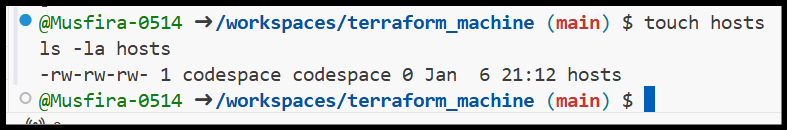 @Musfira-0514 ➜/workspaces/terraform_machine (main) $ touch hosts
ls -la hosts
-rw-rw-rw- 1 codespace codespace 0 Jan  6 21:12 hosts
@Musfira-0514 ➜/workspaces/terraform_machine (main) $